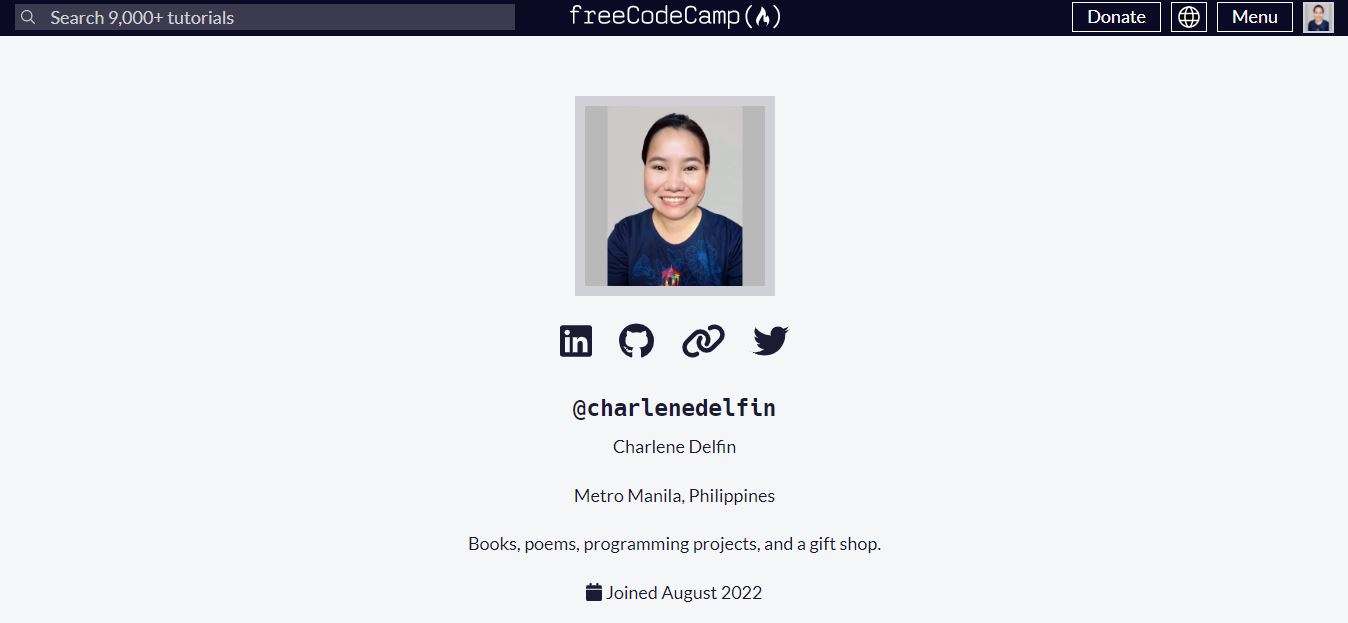 Search 9,000+ tutorials
freeCodeCamp(🔥)
Donate
Menu
in
@charlenedelfin
Charlene Delfin
Metro Manila, Philippines
Books, poems, programming projects, and a gift shop.
Joined August 2022